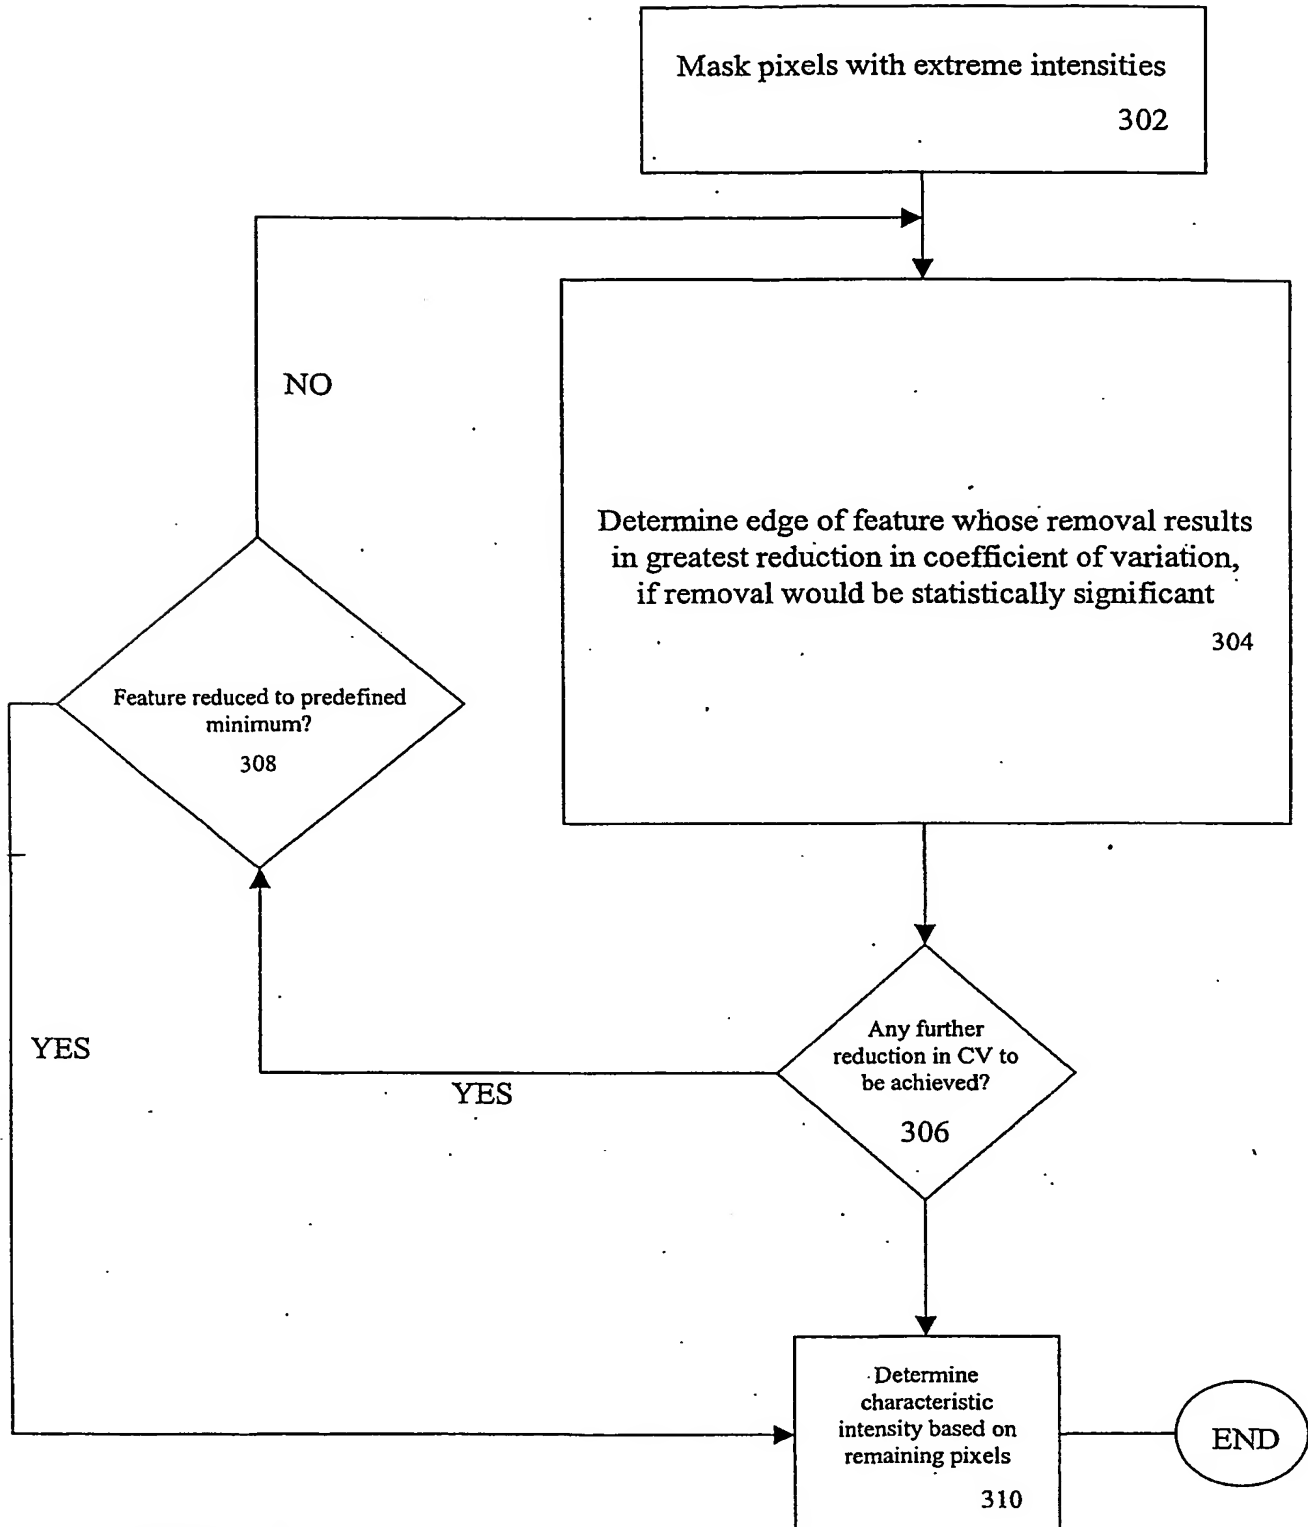 Mask pixels with extreme intensities
302
NO
Determine edge of feature whose removal results
in greatest reduction in coefficient of variation,
if removal would be statistically significant
304
Feature reduced to predefined
minimum?
308
YES
YES
Any further
reduction in CV to
be achieved?
306
Determine
characteristic
intensity based on
remaining pixels
310
END